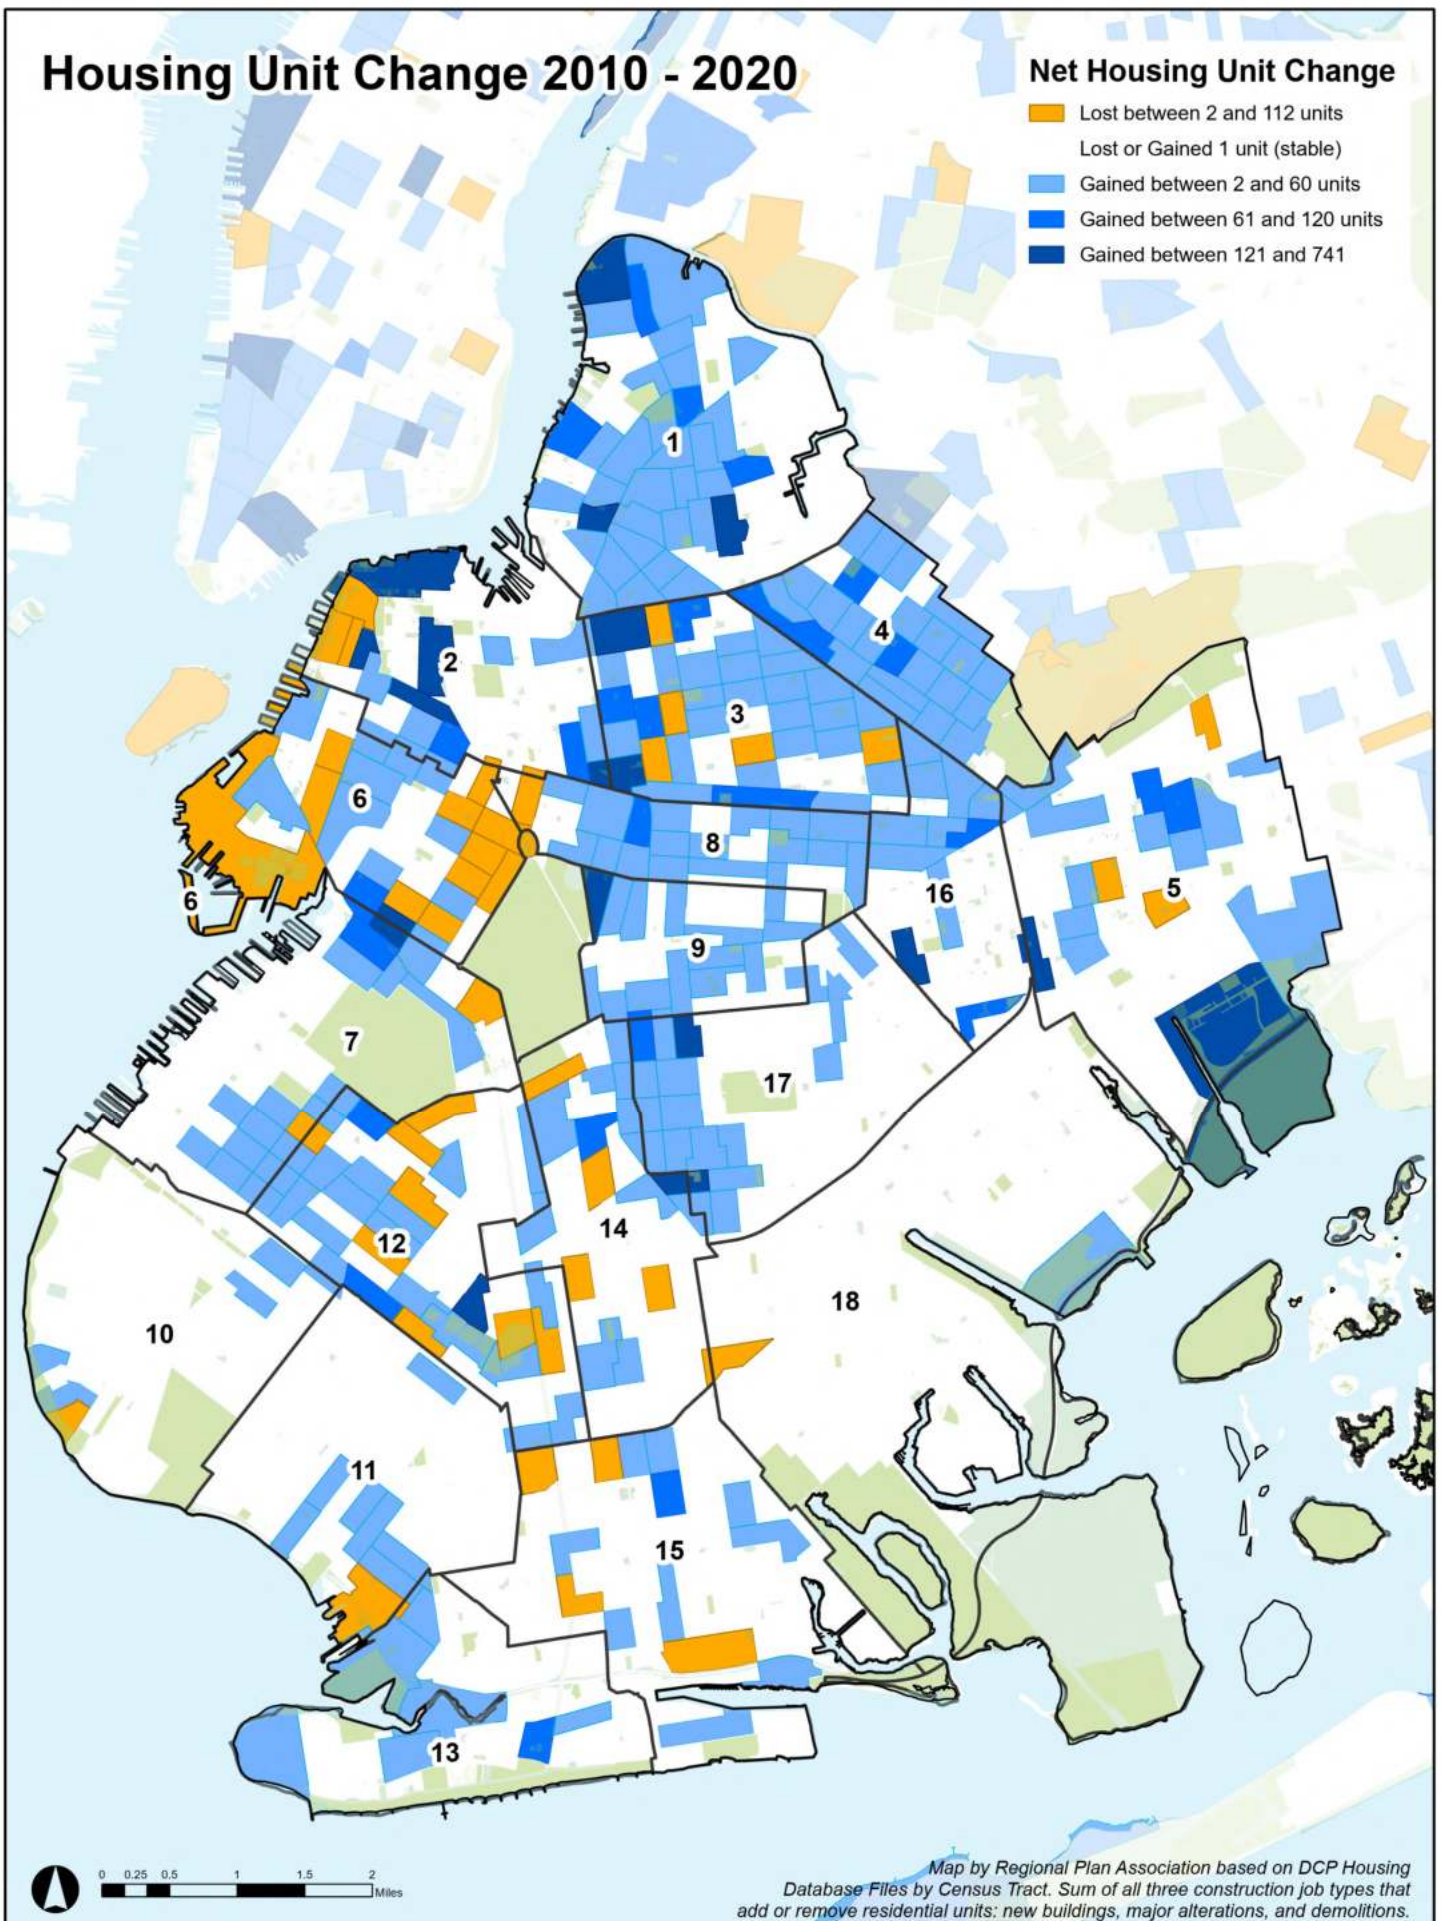 Housing Unit Change 2010 - 2020
Net Housing Unit Change
Lost between 2 and 112 units
Lost or Gained 1 unit (stable)
Gained between 2 and 60 units
Gained between 61 and 120 units
Gained between 121 and 741
1
2
4
3
6
8
5
16
6
9
7
17
14
12
18
10
11
15
13
0 0.25 0.5 1 1.5 2
Miles
Map by Regional Plan Association based on DCP Housing
Database Files by Census Tract. Sum of all three construction job types that
add or remove residential units: new buildings, major alterations, and demolitions.